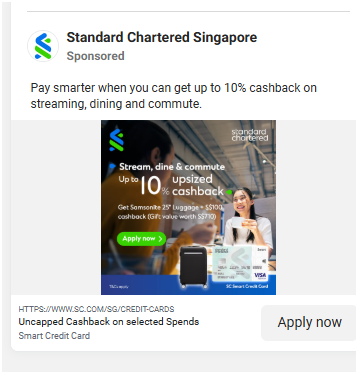 Standard Chartered Singapore
Sponsored
Pay smarter when you can get up to 10% cashback on
streaming, dining and commute.
standard
chartered
Stream, dine & commute
Up to 10% upsized
cashback
Get Samsonite 25" Luggage + S$100
cashback (Gift value worth S$710)
Apply now >
Smart
VISA
T&Cs apply
SC Smart Credit Card
HTTPS://WWW.SC.COM/SG/CREDIT-CARDS
Uncapped Cashback on selected Spends
Smart Credit Card
Apply now